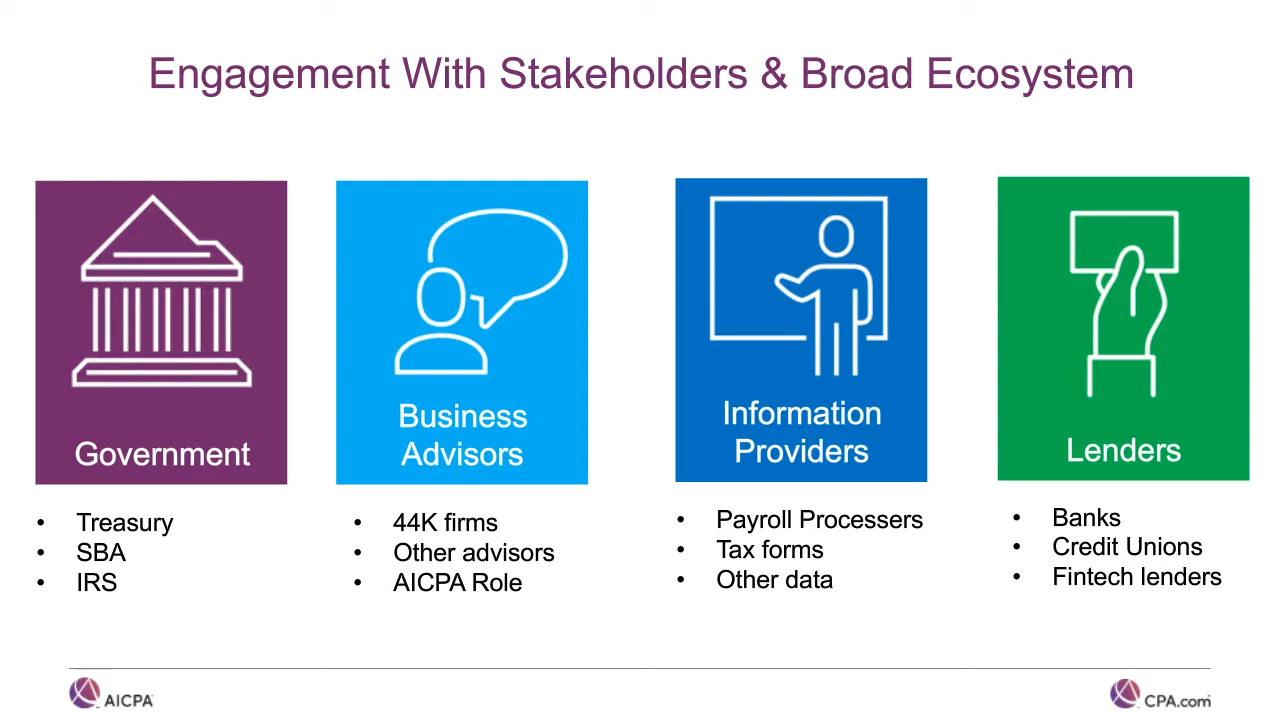 Engagement With Stakeholders & Broad Ecosystem
Government
• Treasury
• SBA
• IRS
Business
Advisors
• 44K firms
• Other advisors
• AICPA Role
Information
Providers
• Payroll Processers
• Tax forms
• Other data
Lenders
• Banks
• Credit Unions
• Fintech lenders
AICPA
CPA.com